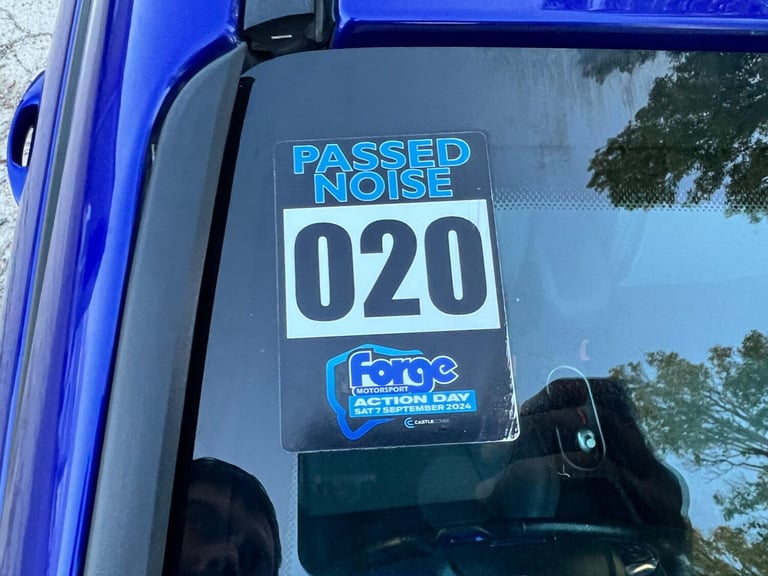 PASSED
NOISE
020
Forge
MOTORSPORT
ACTION DAY
SAT 7 SEPTEMBER 2024
CASTLE COMBE